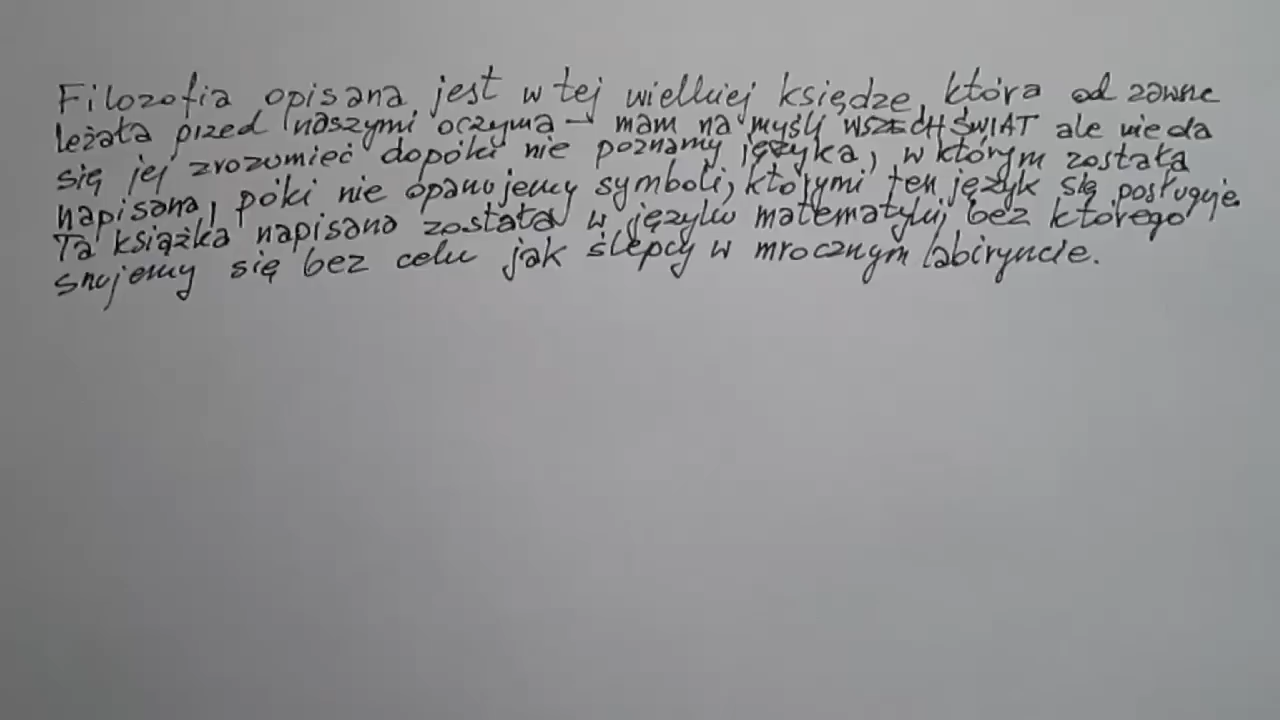 Filozofia opisana jest w tej wielkiej księdze, która od zawsze
leżała przed naszymi oczyma - mam na myśli WSZECHŚWIAT ale nie da
się jej zrozumieć dopóki nie poznamy języka, w którym została
napisana, póki nie opanujemy symboli, którymi ten język się posługuje.
Ta książka napisana została w języku matematyki, bez którego
snujemy się bez celu jak ślepcy w mrocznym labiryncie.